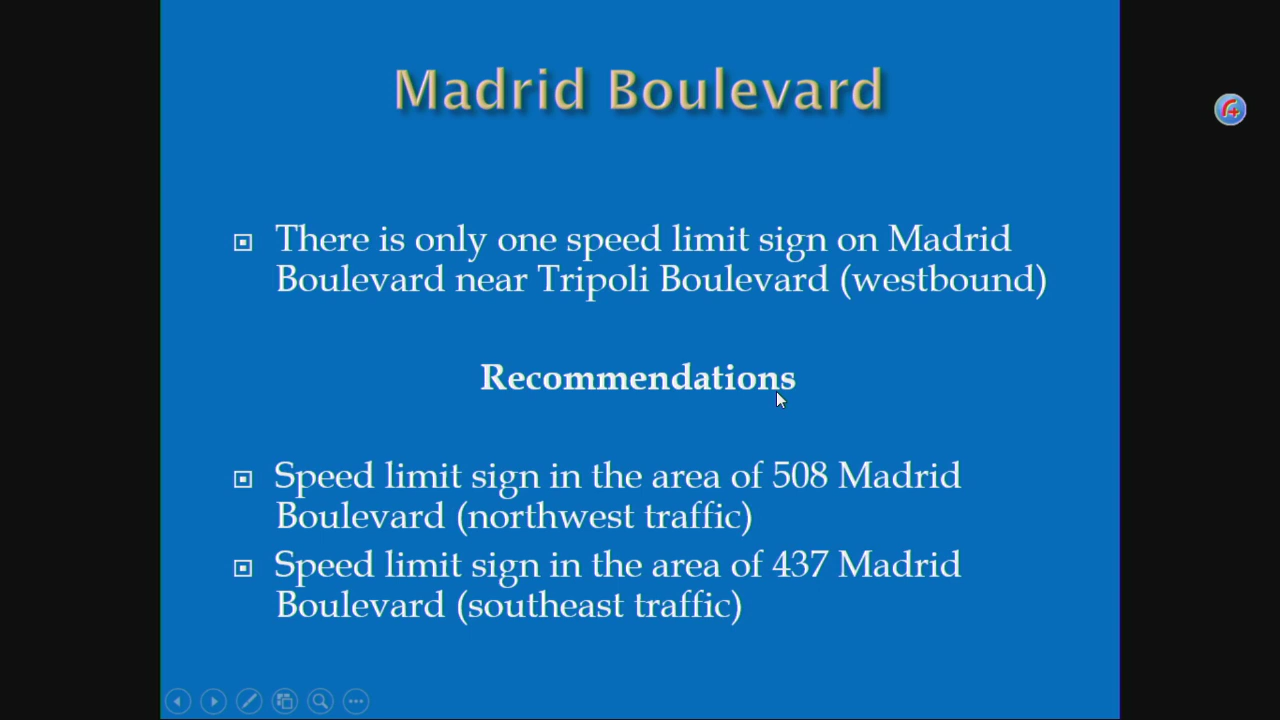 Madrid Boulevard
There is only one speed limit sign on Madrid
Boulevard near Tripoli Boulevard (westbound)
Recommendations
Speed limit sign in the area of 508 Madrid
Boulevard (northwest traffic)
Speed limit sign in the area of 437 Madrid
Boulevard (southeast traffic)